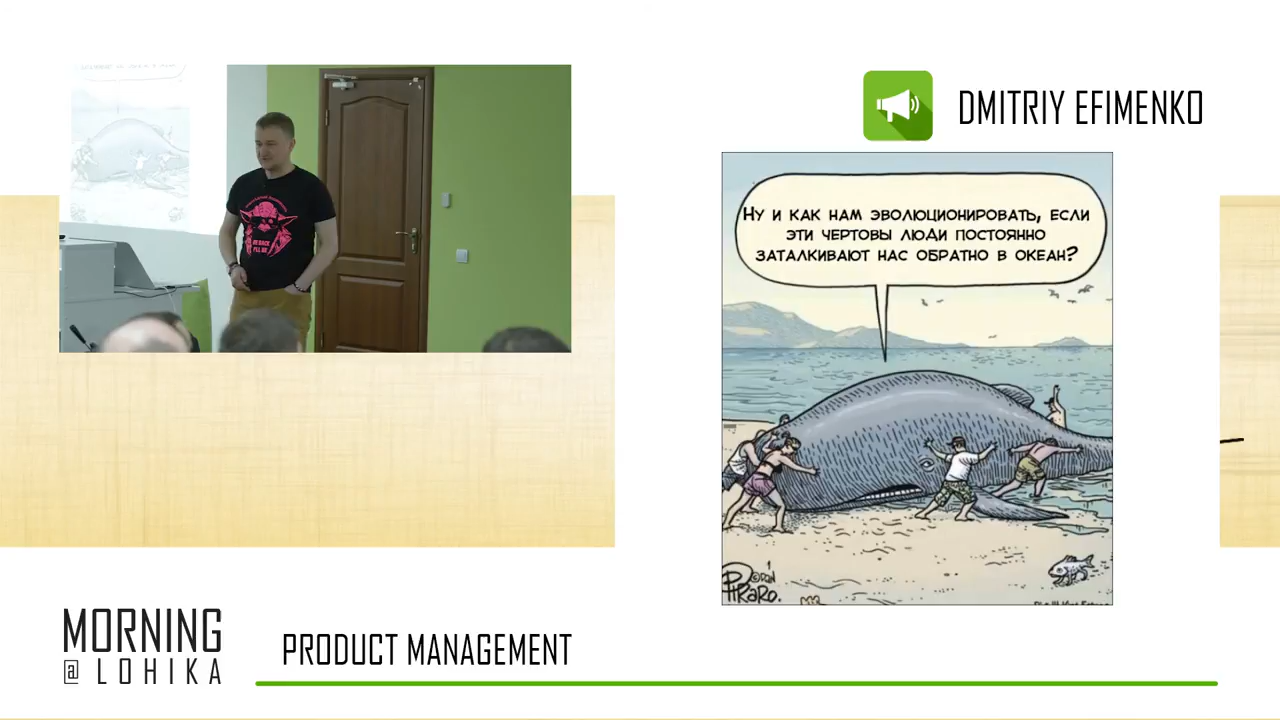 DMITRIY EFIMENKO
НУ И КАК НАМ ЭВОЛЮЦИОНИРОВАТЬ, ЕСЛИ
ЭТИ ЧЕРТОВЫ ЛЮДИ ПОСТОЯННО
ЗАТАЛКИВАЮТ НАС ОБРАТНО В ОКЕАН?
PIRARO.
MORNING
@ LOHIKA
PRODUCT MANAGEMENT